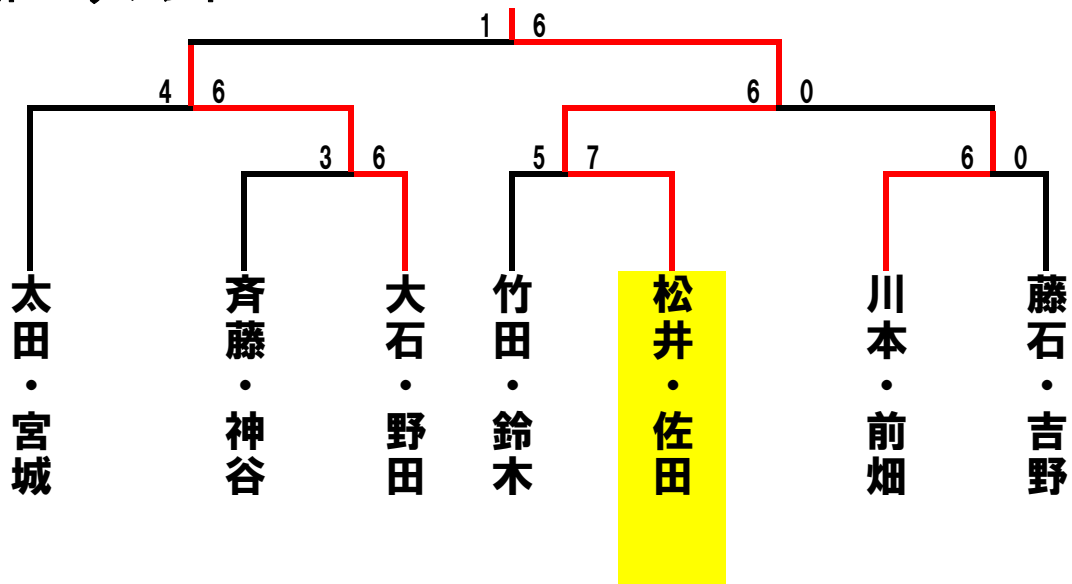 1 6
4 6
6 0
3 6
5 7
6 0
太田・宮城
斉藤・神谷
大石・野田
竹田・鈴木
松井・佐田
川本・前畑
藤石・吉野